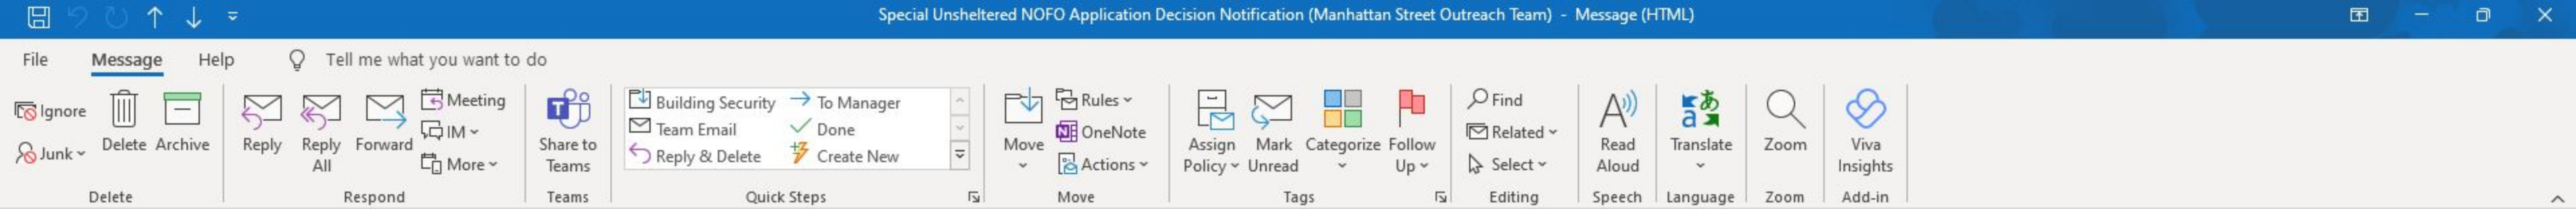 Special Unsheltered NOFO Application Decision Notification (Manhattan Street Outreach Team) - Message (HTML)
File Message Help Tell me what you want to do
Ignore
Junk
Delete
Archive
Delete
Reply
Reply All
Forward
Meeting
IM
More
Respond
Share to Teams
Teams
Building Security To Manager
Team Email Done
Reply & Delete Create New
Quick Steps
Move
Rules
OneNote
Actions
Move
Assign Policy
Mark Unread
Categorize
Follow Up
Tags
Find
Related
Select
Editing
Read Aloud
Speech
Translate
Language
Zoom
Zoom
Viva Insights
Add-in